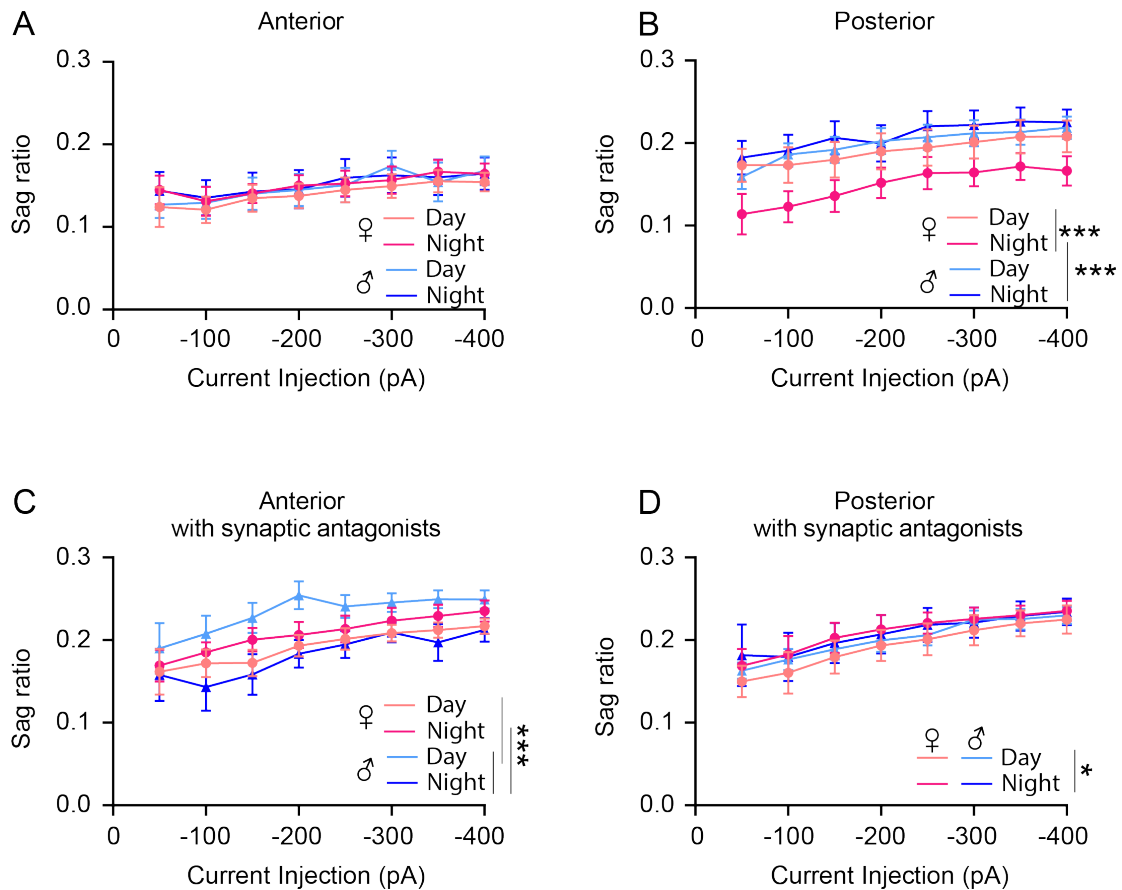 A
Anterior
0.3
0.2
0.1
0.0
Sag ratio
♀
Day
Night
♂
Day
Night
0
-100
-200
-300
-400
Current Injection (pA)
B
Posterior
0.3
0.2
0.1
0.0
Sag ratio
♀
Day
Night
***
♂
Day
Night
***
0
-100
-200
-300
-400
Current Injection (pA)
C
Anterior
with synaptic antagonists
0.3
0.2
0.1
0.0
Sag ratio
♀
Day
Night
♂
Day
Night
***
0
-100
-200
-300
-400
Current Injection (pA)
D
Posterior
with synaptic antagonists
0.3
0.2
0.1
0.0
Sag ratio
♀ ♂
Day
Night
*
0
-100
-200
-300
-400
Current Injection (pA)